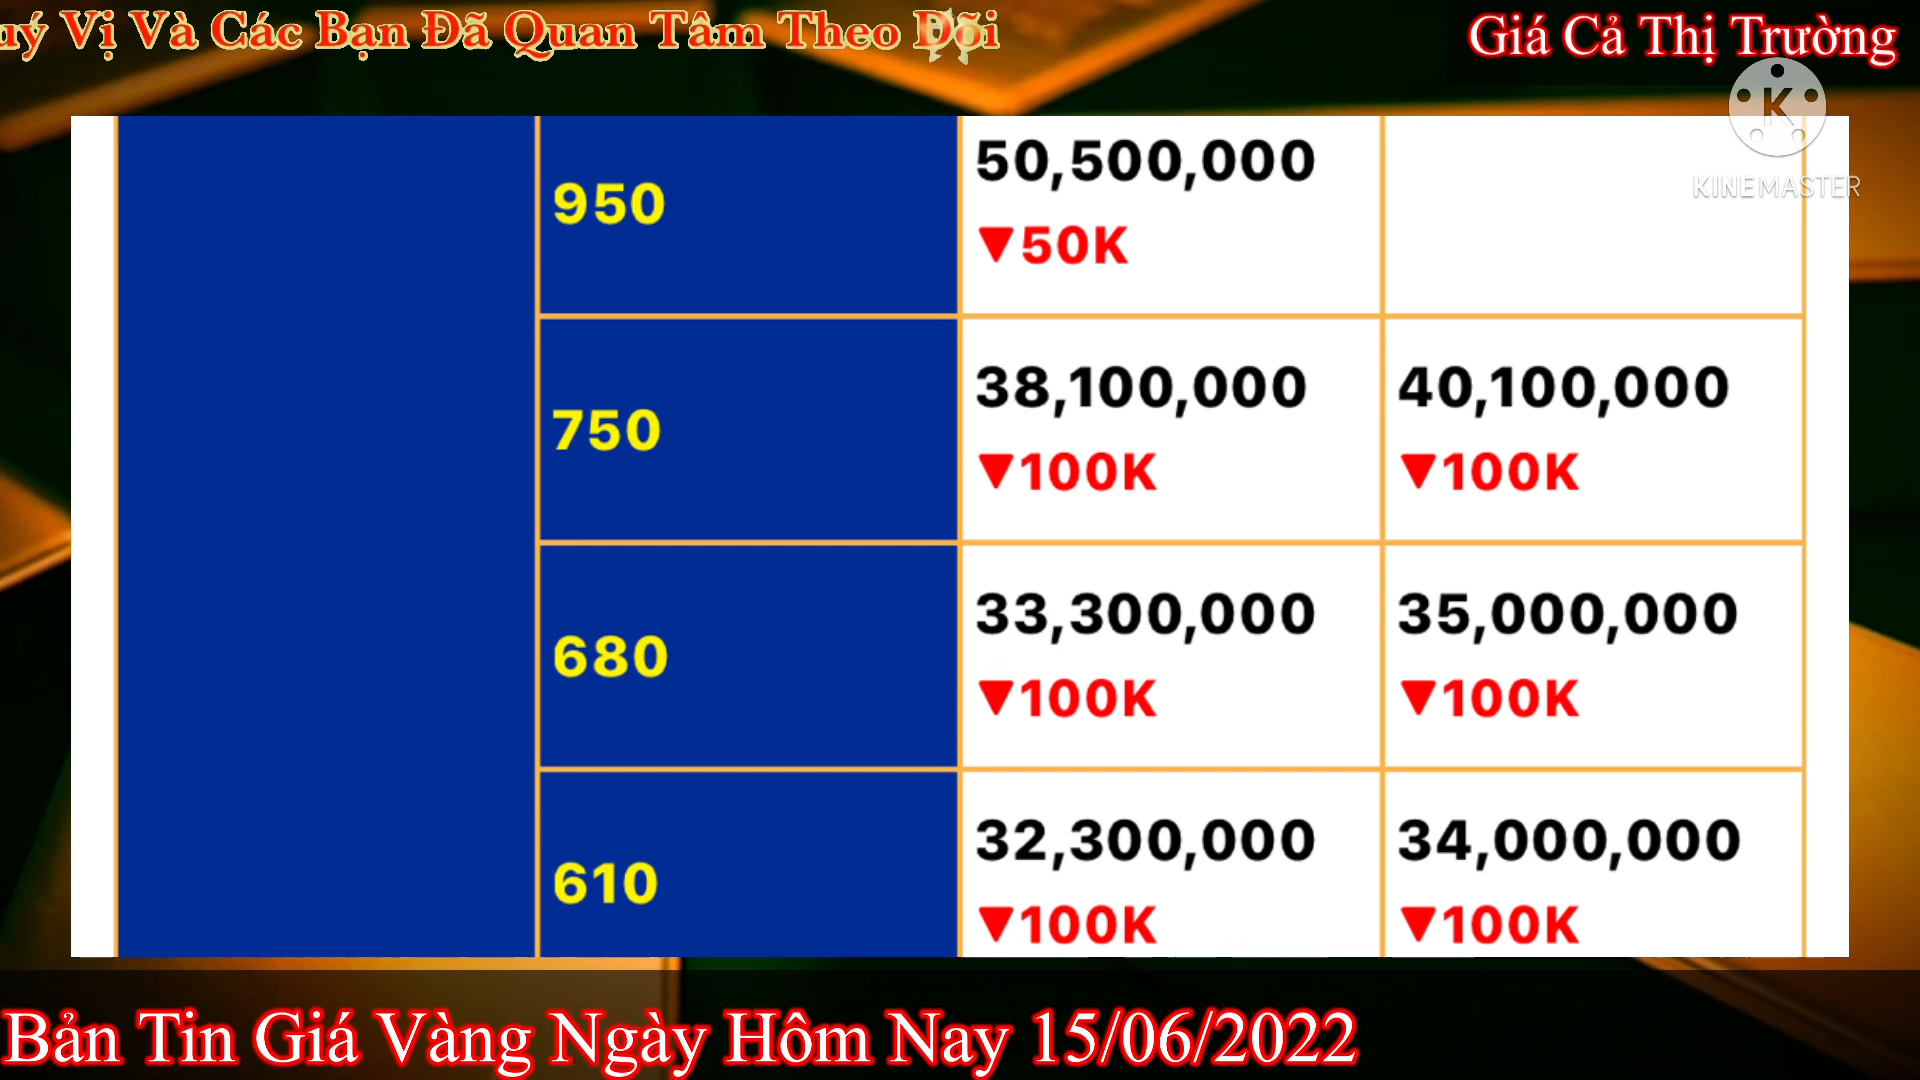 Vị Và Các Bạn Đã Quan Tâm Theo Dõi
Giá Cả Thị Trường
K
KINEMASTER
950
50,500,000
▼50K
750
38,100,000
40,100,000
▼100K
▼100K
680
33,300,000
35,000,000
▼100K
▼100K
610
32,300,000
34,000,000
▼100K
▼100K
Bản Tin Giá Vàng Ngày Hôm Nay 15/06/2022